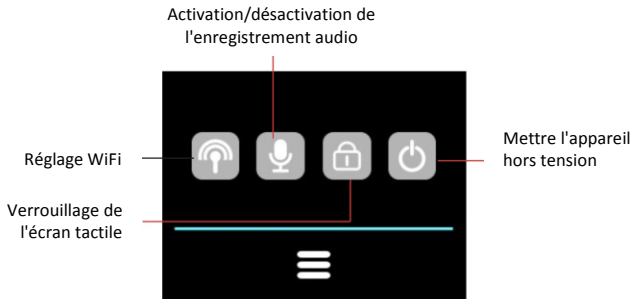 Activation/désactivation de
l'enregistrement audio
Réglage WiFi
Mettre l'appareil
hors tension
Verrouillage de
l'écran tactile